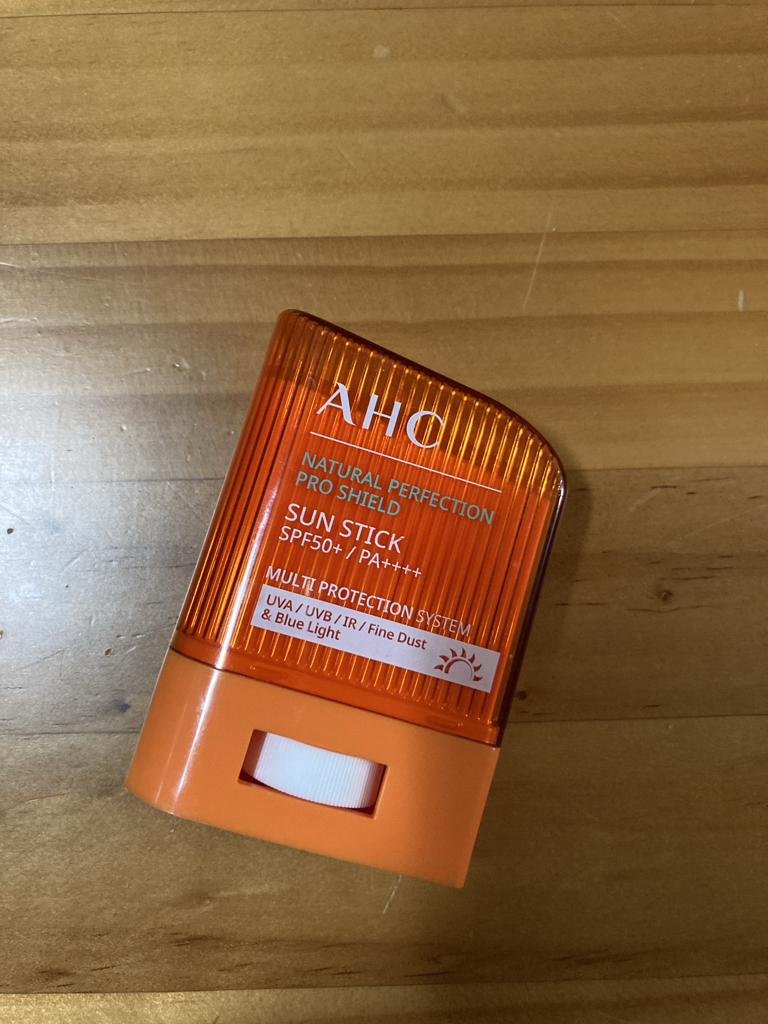 AHC
NATURAL PERFECTION
PRO SHIELD
SUN STICK
SPF50+ / PA++++
MULTI PROTECTION SYSTEM
UVA / UVB / IR / Fine Dust
& Blue Light